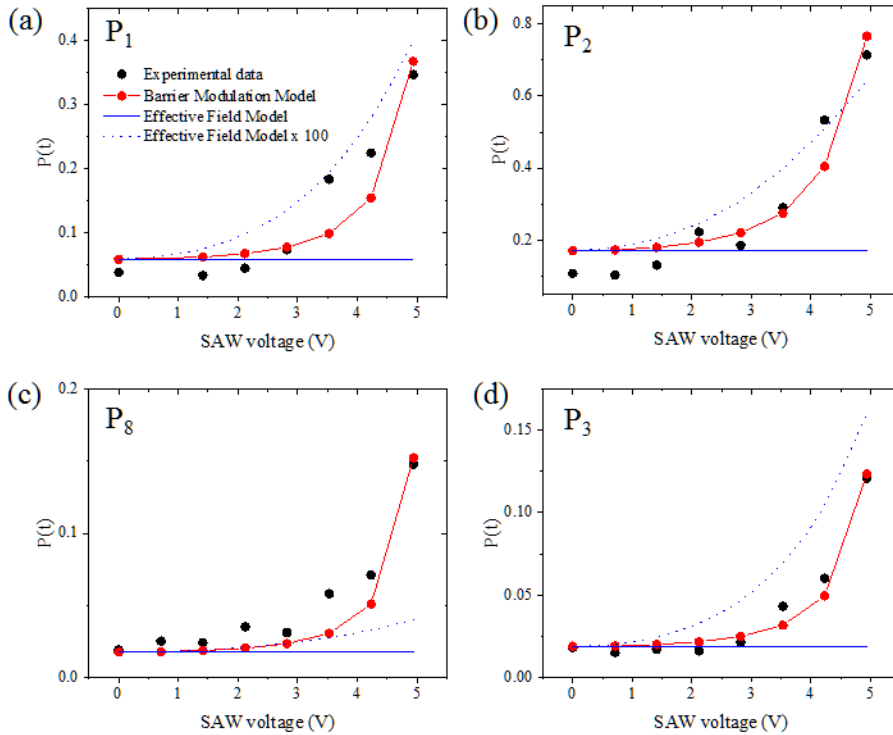 (a)
P1
Experimental data
Barrier Modulation Model
Effective Field Model
Effective Field Model x 100
P(t)
0.4
0.3
0.2
0.1
0.0
0 1 2 3 4 5
SAW voltage (V)
(b)
P2
P(t)
0.8
0.6
0.4
0.2
0 1 2 3 4 5
SAW voltage (V)
(c)
P8
P(t)
0.2
0.1
0.0
0 1 2 3 4 5
SAW voltage (V)
(d)
P3
P(t)
0.15
0.10
0.05
0.00
0 1 2 3 4 5
SAW voltage (V)